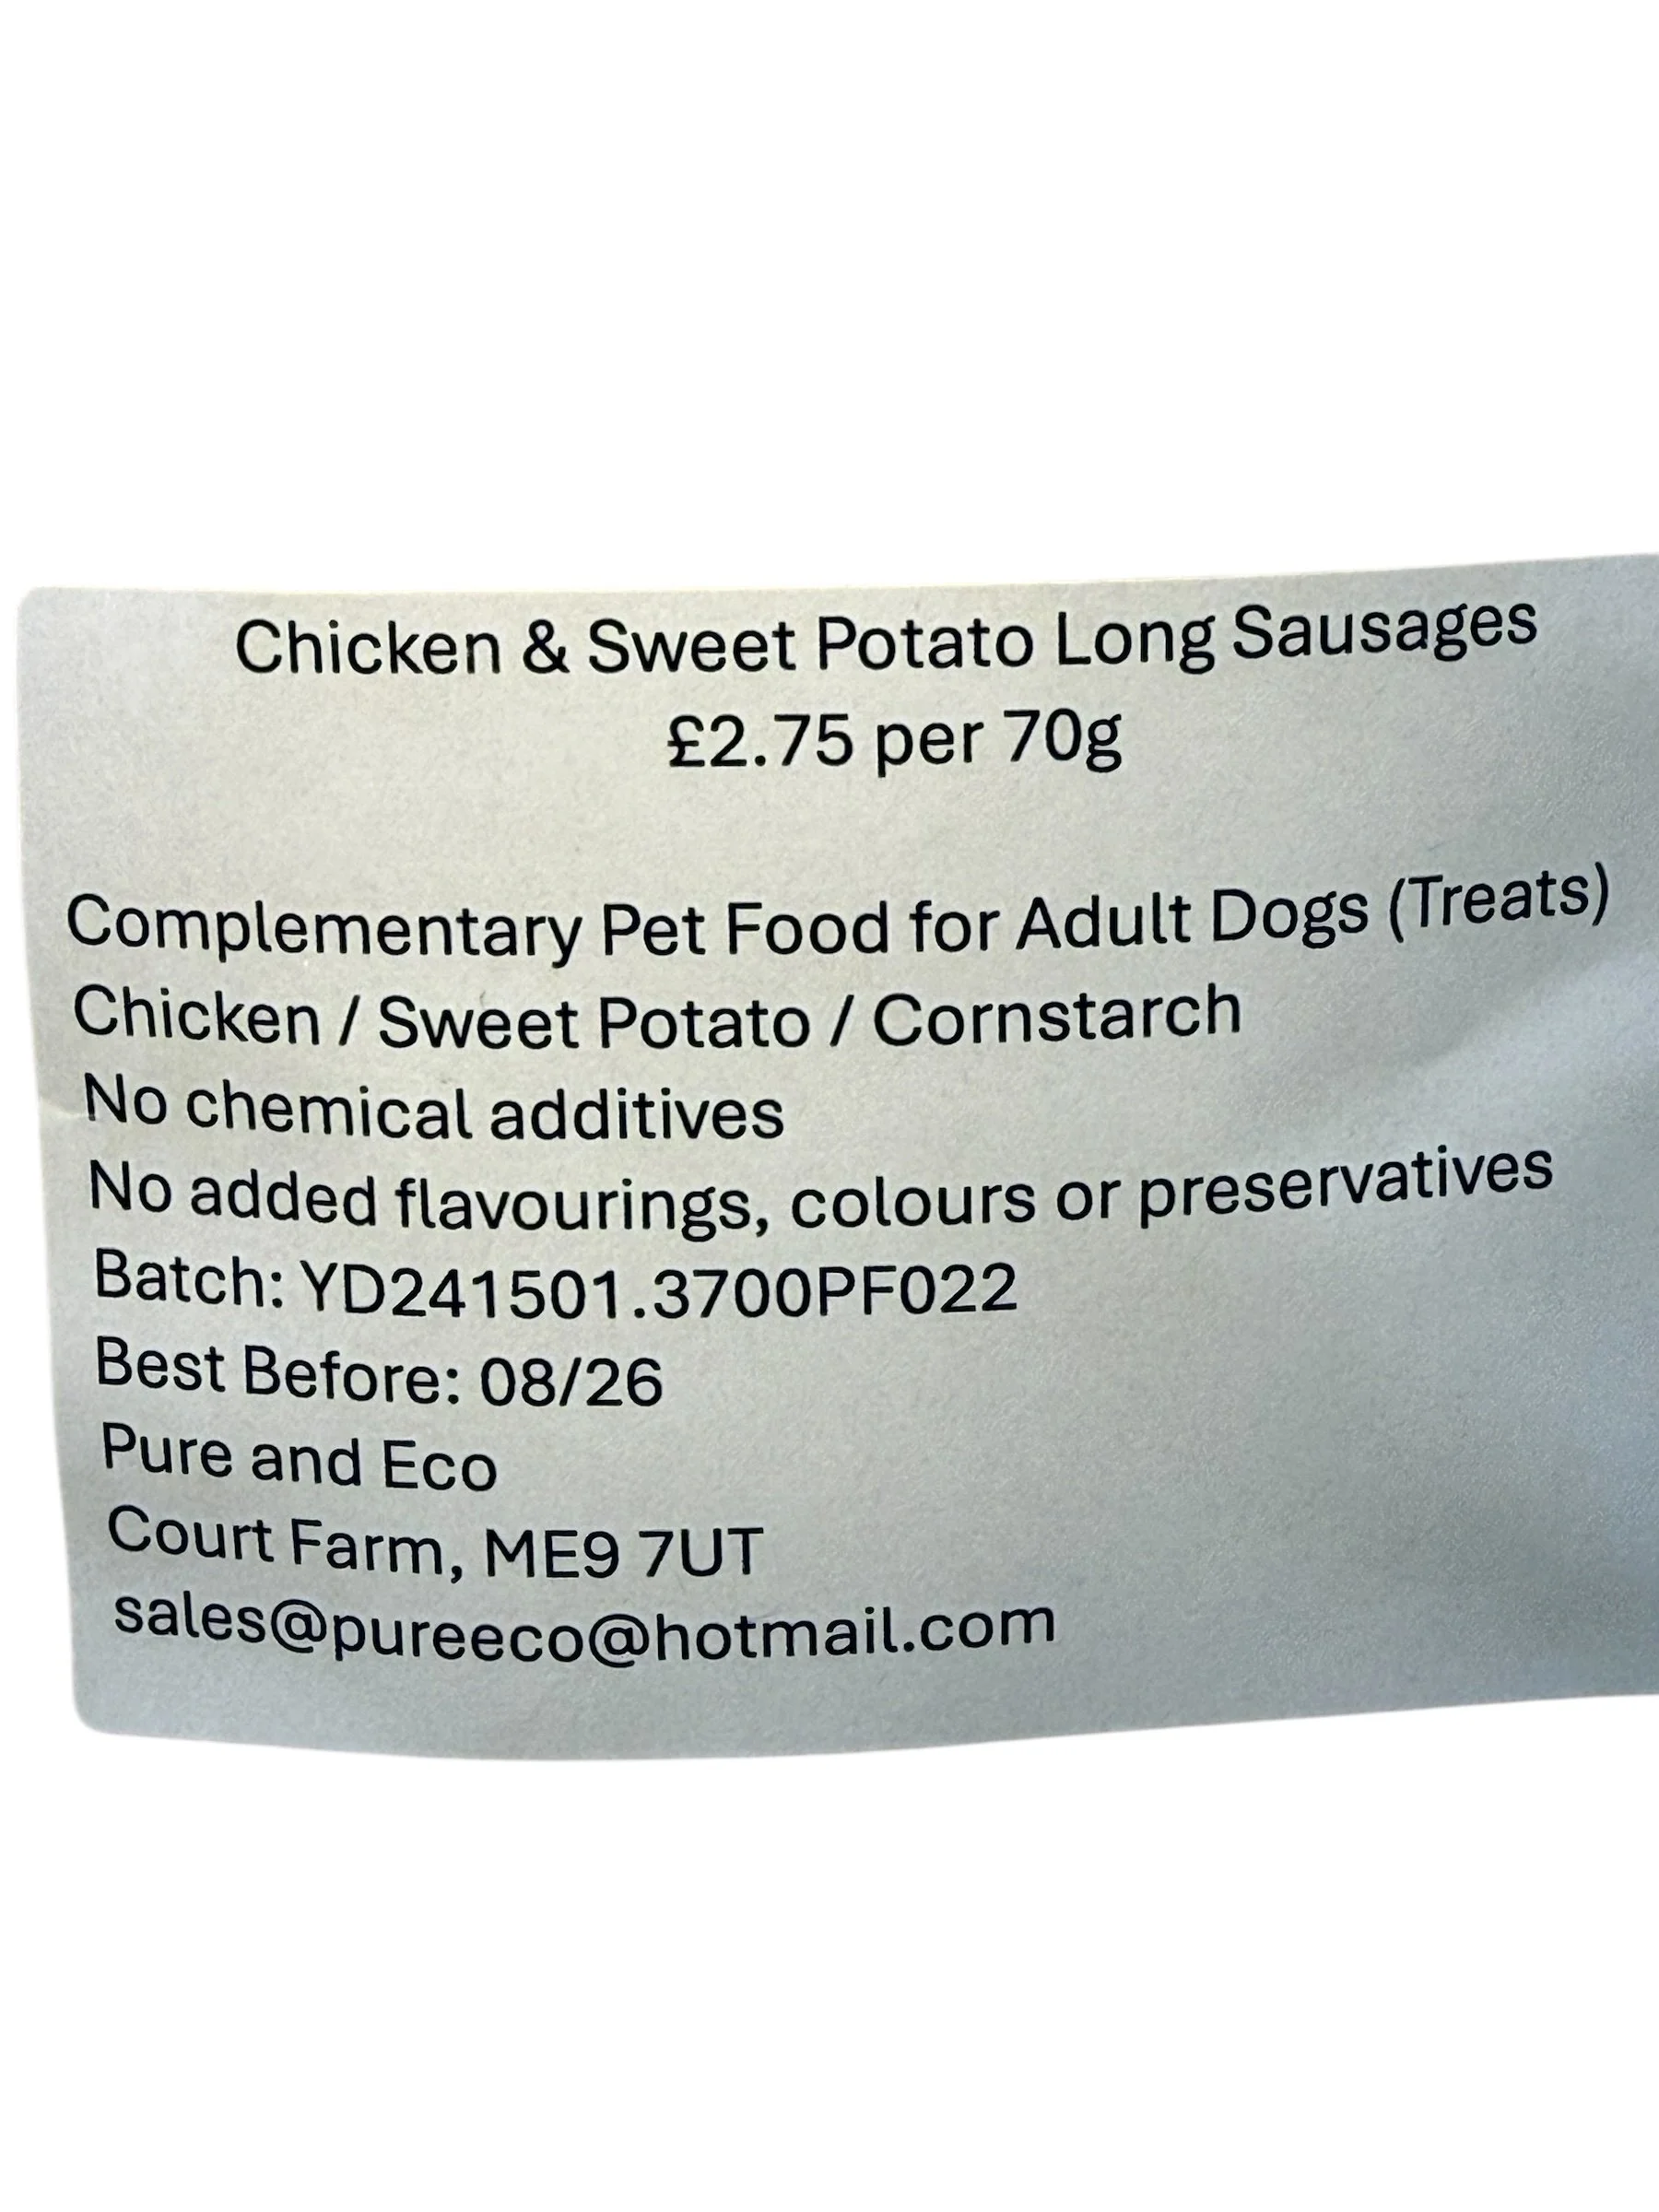 Chicken & Sweet Potato Long Sausages
£2.75 per 70g
Complementary Pet Food for Adult Dogs (Treats)
Chicken / Sweet Potato / Cornstarch
No chemical additives
No added flavourings, colours or preservatives
Batch: YD241501.3700PF022
Best Before: 08/26
Pure and Eco
Court Farm, ME9 7UT
sales@pureeco@hotmail.com